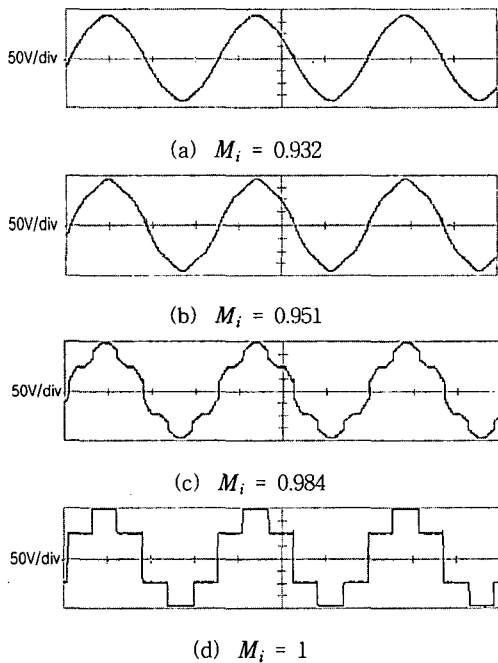 50V/div
(a) Mᵢ = 0.932
50V/div
(b) Mᵢ = 0.951
50V/div
(c) Mᵢ = 0.984
50V/div
(d) Mᵢ = 1